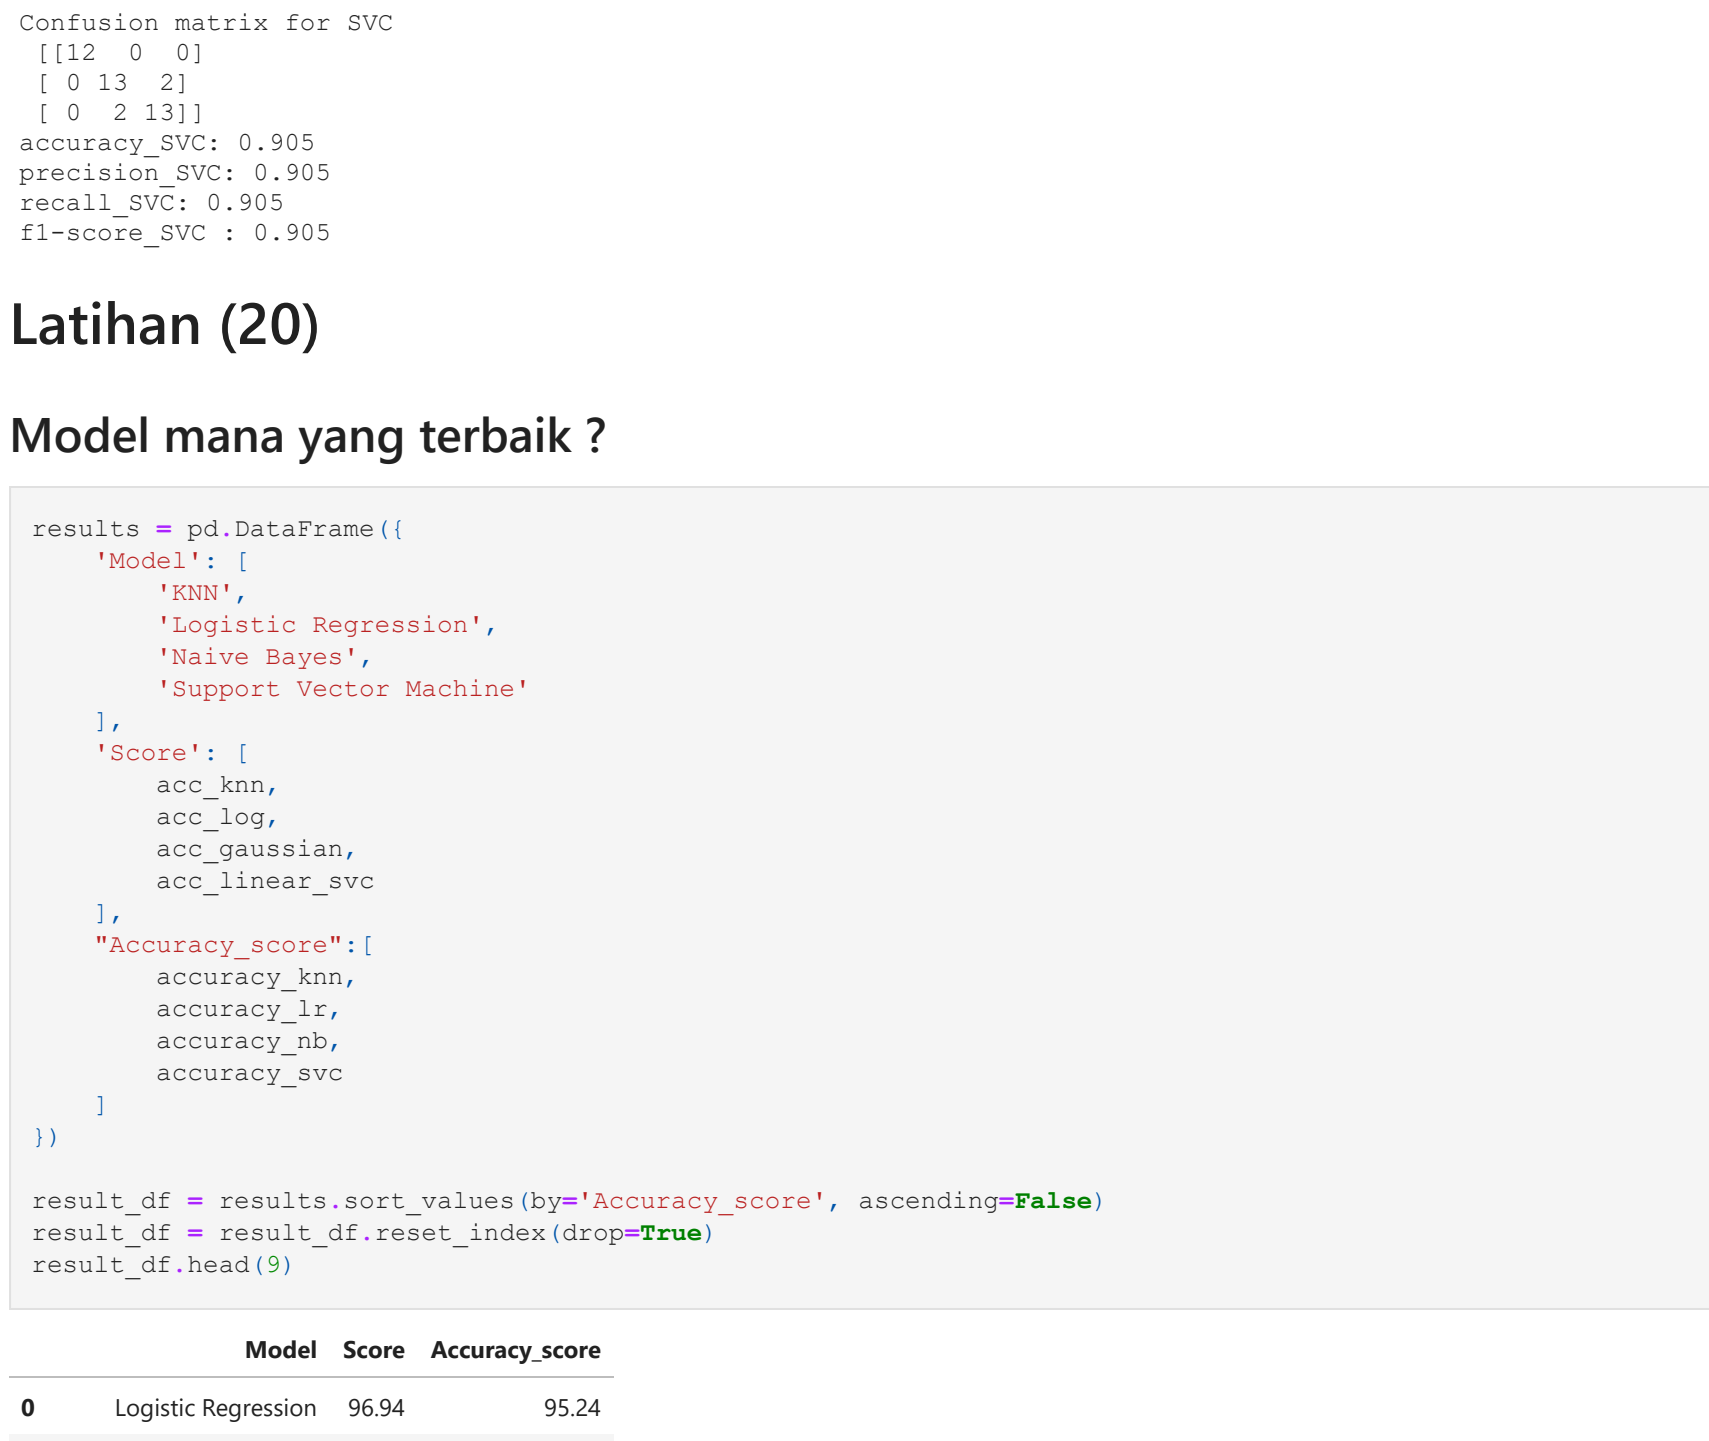 Confusion matrix for SVC
[[12  0  0]
[ 0 13  2]
[ 0  2 13]]
accuracy_SVC: 0.905
precision_SVC: 0.905
recall_SVC: 0.905
f1-score_SVC : 0.905
Latihan (20)
Model mana yang terbaik ?
results = pd.DataFrame({
    'Model': [
        'KNN',
        'Logistic Regression',
        'Naive Bayes',
        'Support Vector Machine'
    ],
    'Score': [
        acc_knn,
        acc_log,
        acc_gaussian,
        acc_linear_svc
    ],
    "Accuracy_score":[
        accuracy_knn,
        accuracy_lr,
        accuracy_nb,
        accuracy_svc
    ]
})
result_df = results.sort_values(by='Accuracy_score', ascending=False)
result_df = result_df.reset_index(drop=True)
result_df.head(9)
Model Score Accuracy_score
0 Logistic Regression 96.94 95.24